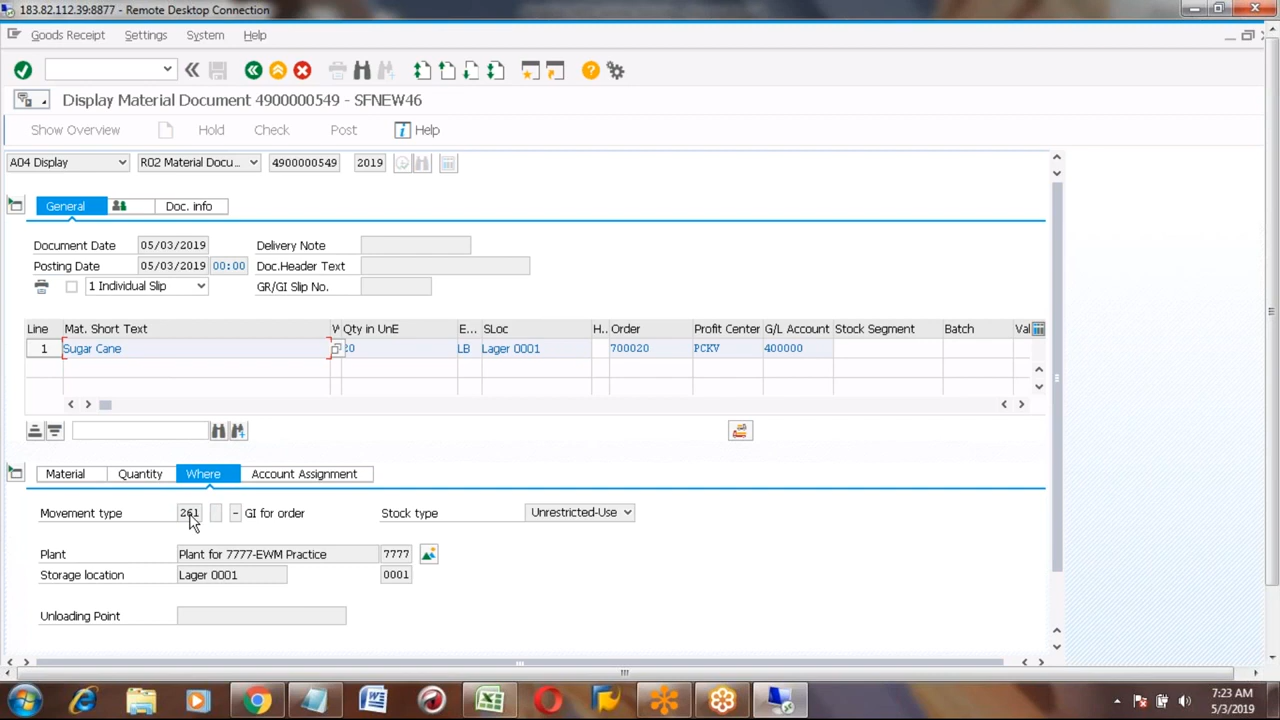 183.82.112.39:8877 - Remote Desktop Connection
Goods Receipt Settings System Help
Display Material Document 4900000549 - SFNEW46
Show Overview Hold Check Post Help
A04 Display R02 Material Docu... 4900000549 2019
General Doc. info
Document Date 05/03/2019 Delivery Note
Posting Date 05/03/2019 00:00 Doc.Header Text
1 Individual Slip GR/GI Slip No.
Line Mat. Short Text Qty in UnE E... SLoc H.. Order Profit Center G/L Account Stock Segment Batch Val
1 Sugar Cane LB Lager 0001 700020 PCKV 400000
Material Quantity Where Account Assignment
Movement type 261 - GI for order Stock type Unrestricted-Use
Plant Plant for 7777-EWM Practice 7777
Storage location Lager 0001 0001
Unloading Point
7:23 AM
5/3/2019